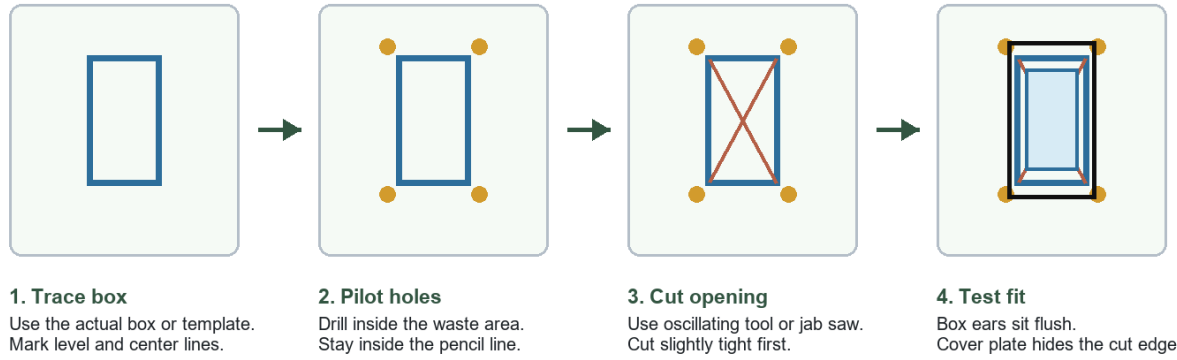 1. Trace box
Use the actual box or template.
Mark level and center lines.
2. Pilot holes
Drill inside the waste area.
Stay inside the pencil line.
3. Cut opening
Use oscillating tool or jab saw.
Cut slightly tight first.
4. Test fit
Box ears sit flush.
Cover plate hides the cut edge